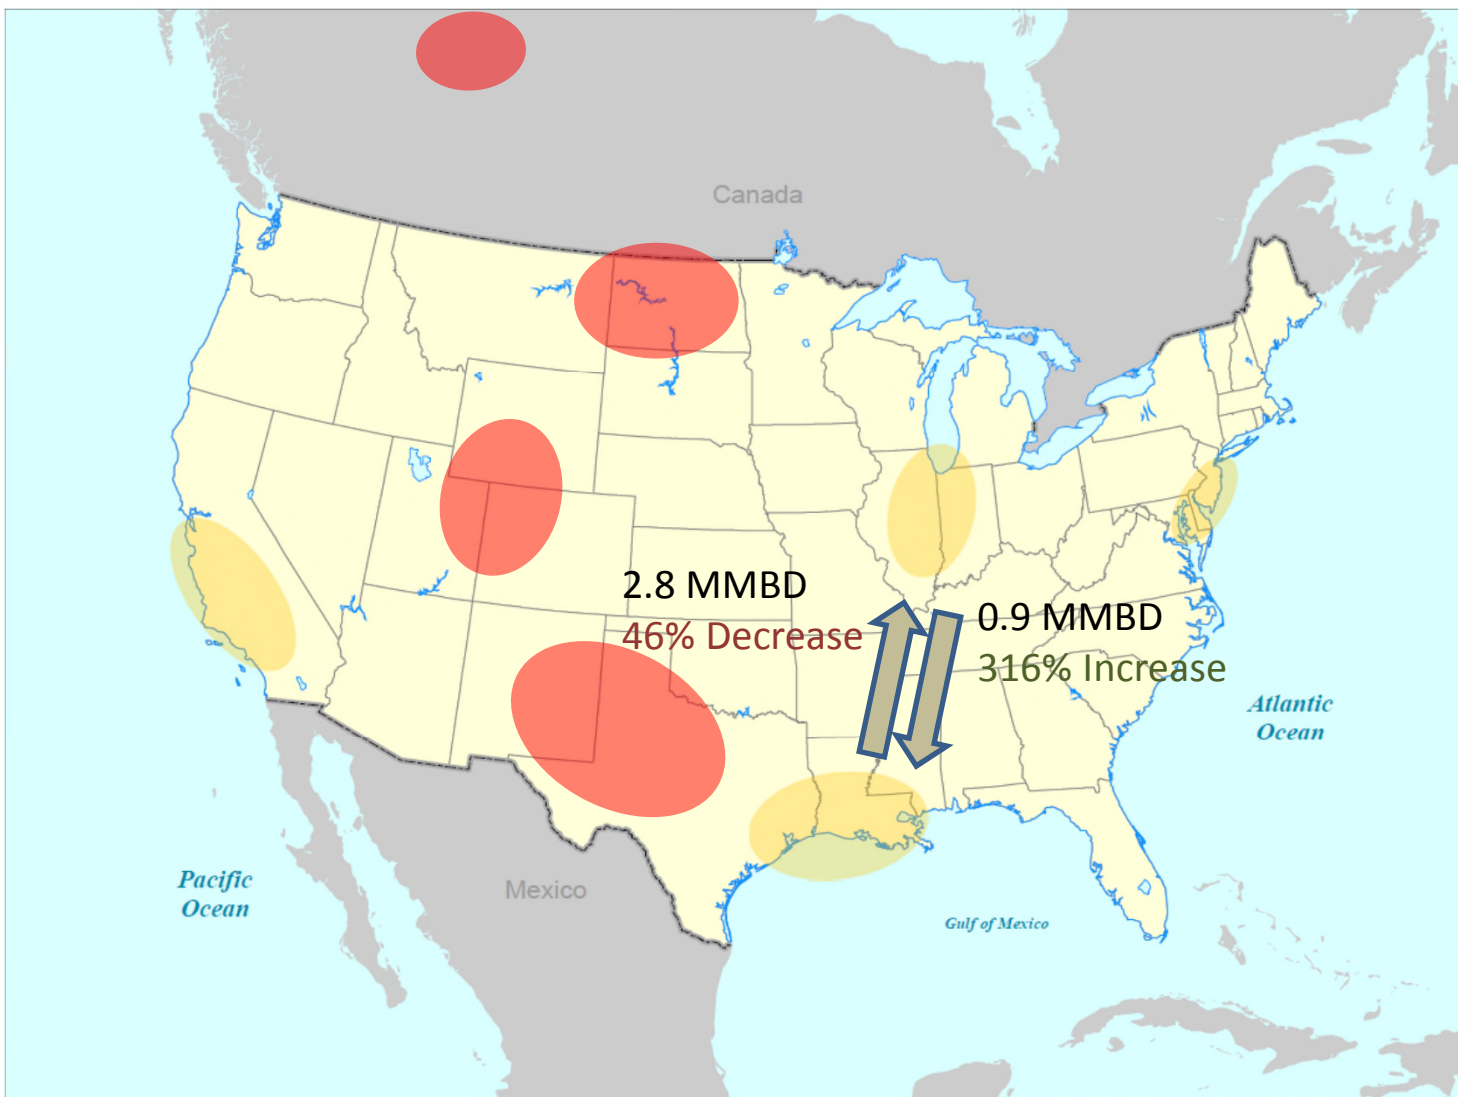 Canada
2.8 MMBD
46% Decrease
0.9 MMBD
316% Increase
Atlantic
Ocean
Pacific
Ocean
Mexico
Gulf of Mexico